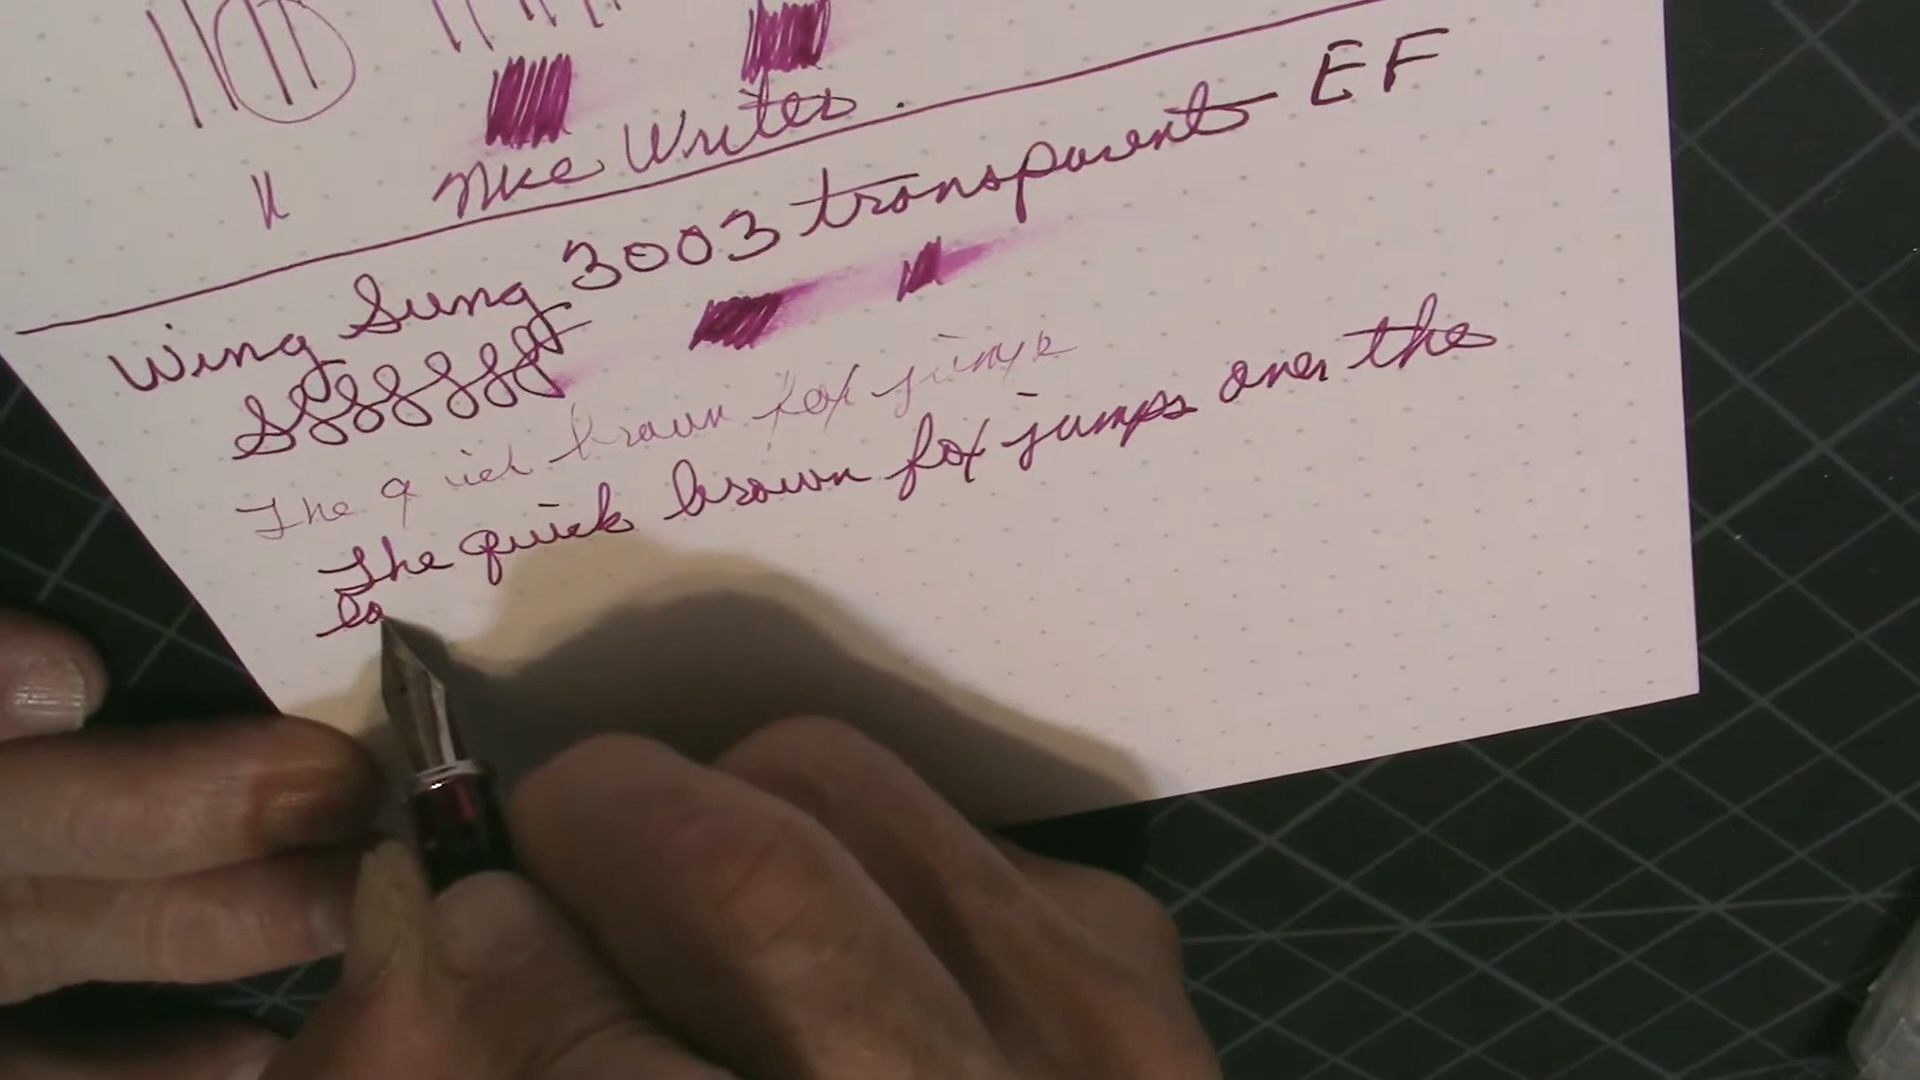 Nice Writer.
Wing Sung 3003 transparent EF
The quick brown fox jumps
The quick brown fox jumps over the
la